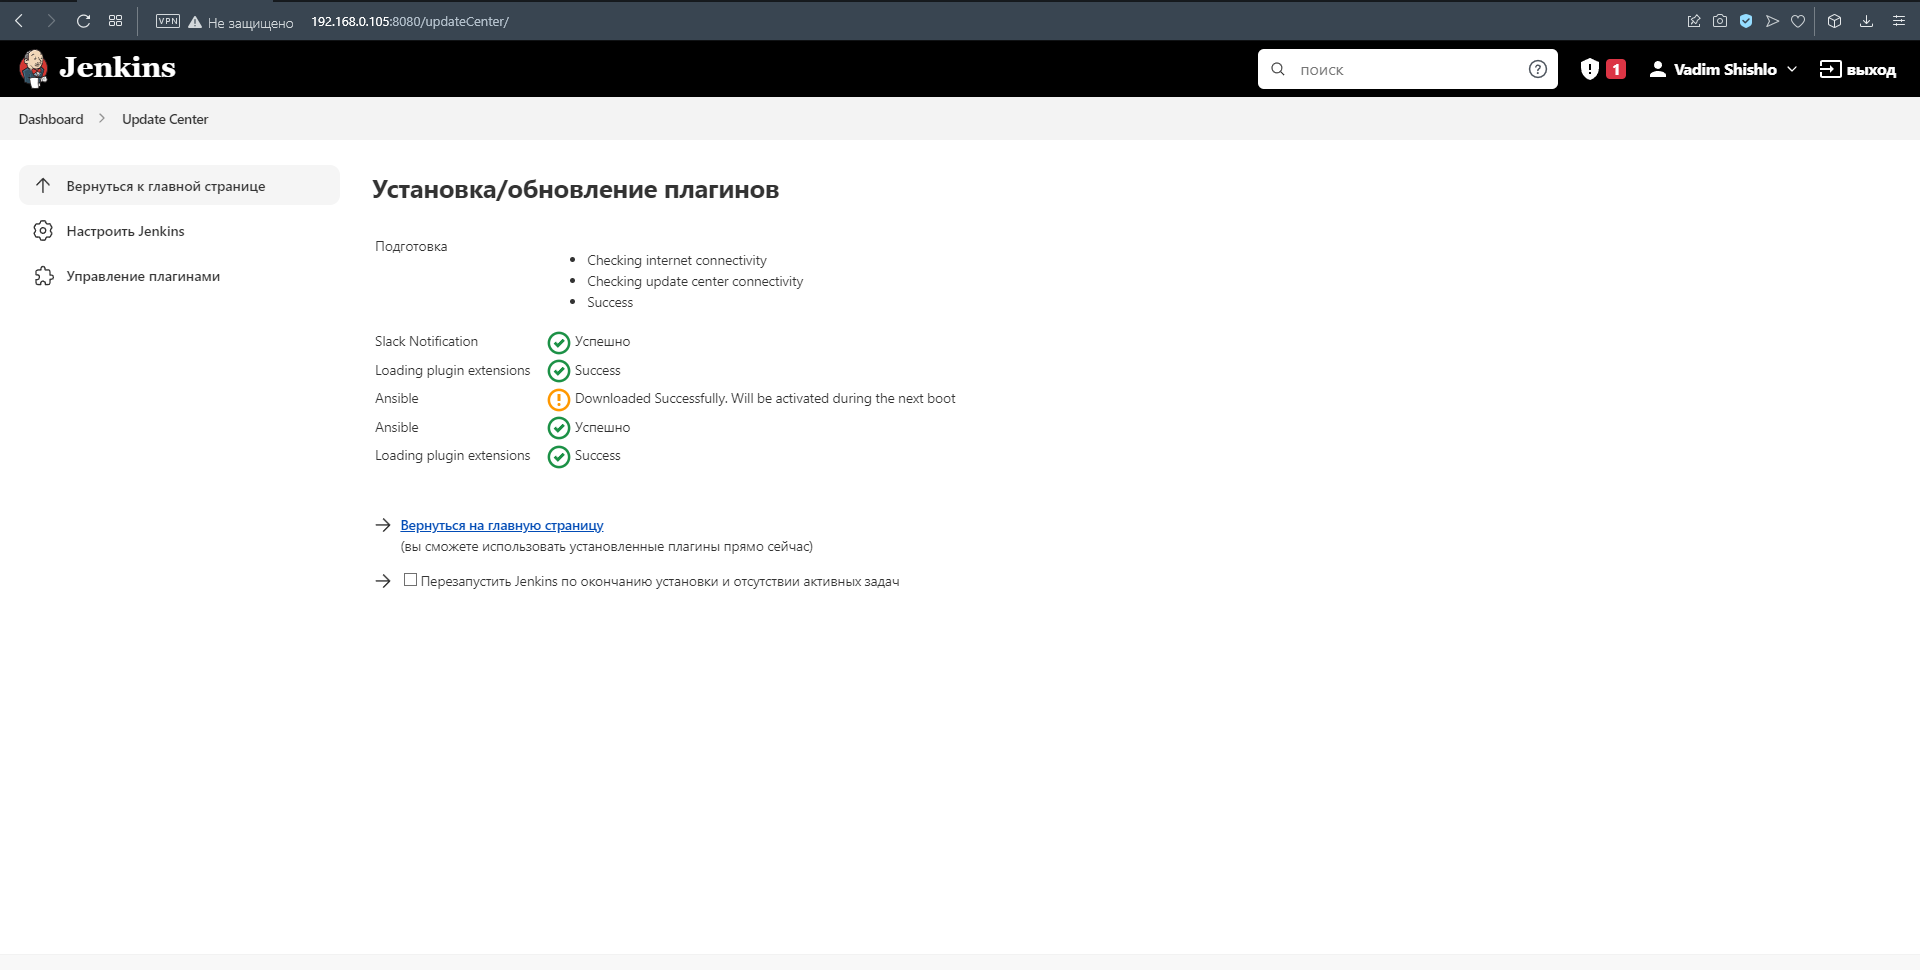 VPN Не защищено 192.168.0.105:8080/updateCenter/
Jenkins поиск 1 Vadim Shishlo выход
Dashboard Update Center
Вернуться к главной странице
Настроить Jenkins
Управление плагинами
Установка/обновление плагинов
Подготовка
Checking internet connectivity
Checking update center connectivity
Success
Slack Notification Успешно
Loading plugin extensions Success
Ansible Downloaded Successfully. Will be activated during the next boot
Ansible Успешно
Loading plugin extensions Success
Вернуться на главную страницу
(вы сможете использовать установленные плагины прямо сейчас)
Перезапустить Jenkins по окончанию установки и отсутствии активных задач